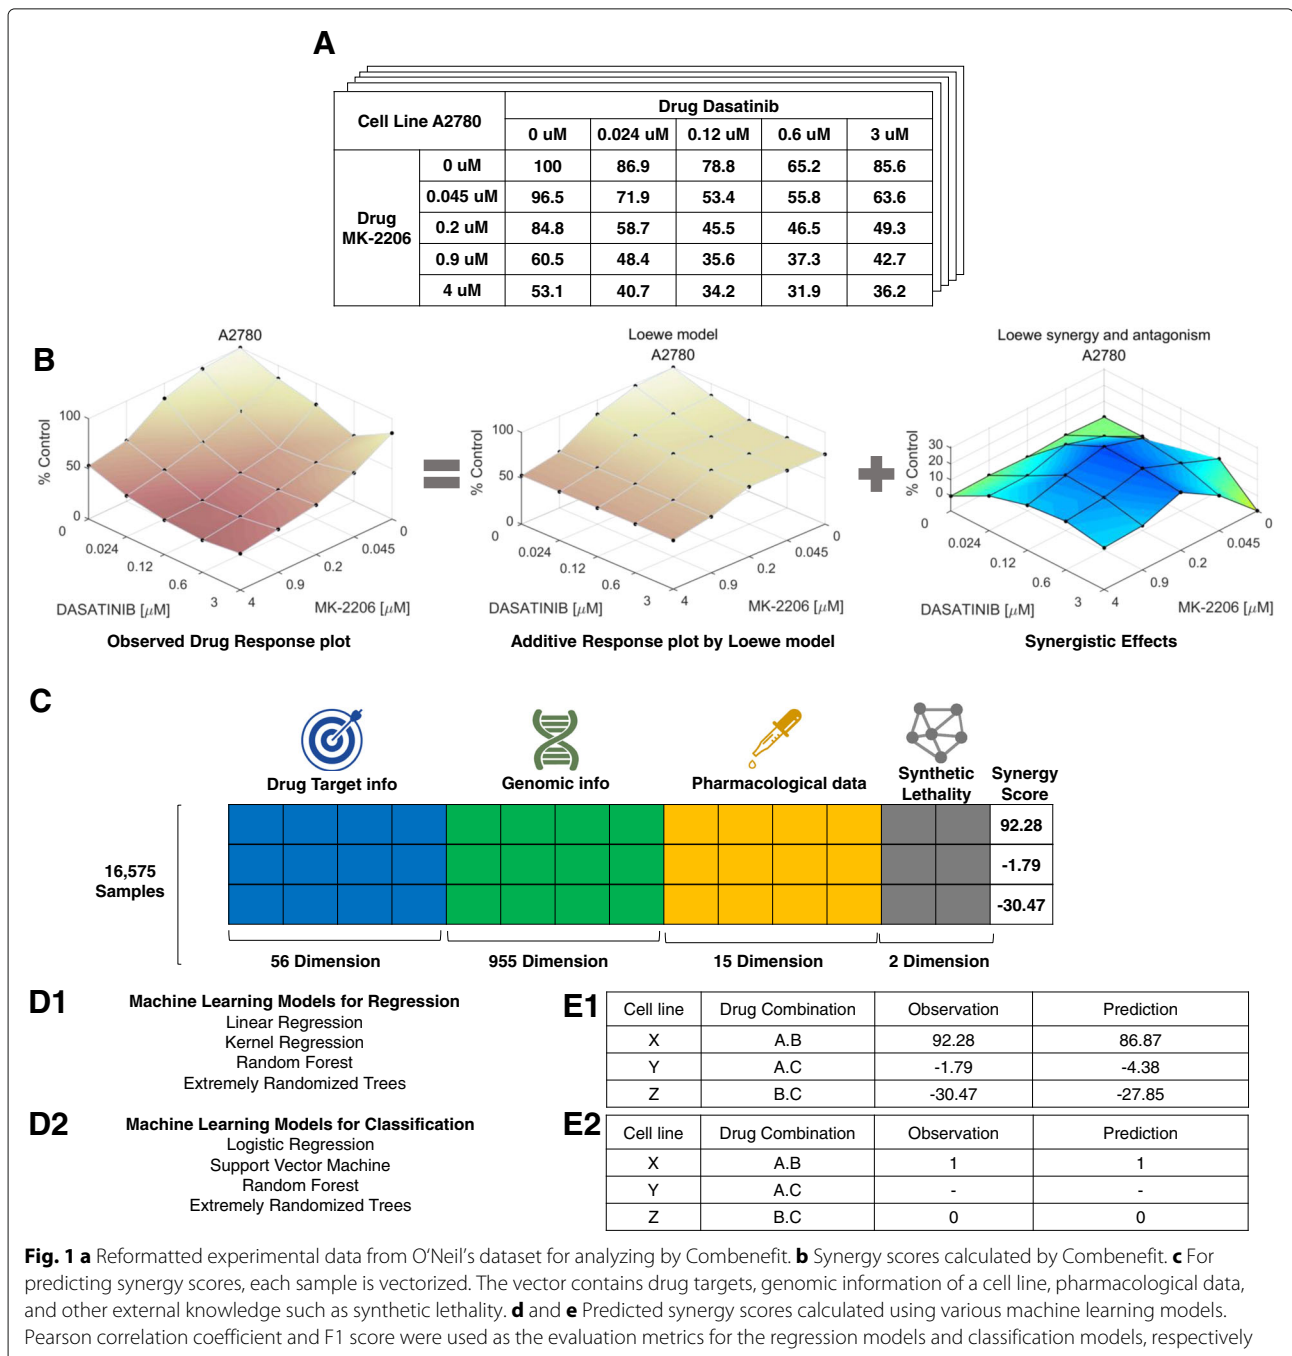 A
Cell Line A2780
Drug Dasatinib
0 uM 0.024 uM 0.12 uM 0.6 uM 3 uM
Drug MK-2206
0 uM 100 86.9 78.8 65.2 85.6
0.045 uM 96.5 71.9 53.4 55.8 63.6
0.2 uM 84.8 58.7 45.5 46.5 49.3
0.9 uM 60.5 48.4 35.6 37.3 42.7
4 uM 53.1 40.7 34.2 31.9 36.2
B
A2780
% Control
100
50
0
0
0.024
0.12
0.6
3
DASATINIB [μM]
4
0.9
0.2
0.045
0
MK-2206 [μM]
Observed Drug Response plot
=
Loewe model
A2780
% Control
100
50
0
0
0.024
0.12
0.6
3
DASATINIB [μM]
4
0.9
0.2
0.045
0
MK-2206 [μM]
Additive Response plot by Loewe model
+
Loewe synergy and antagonism
A2780
% Control
30
20
10
0
0
0.024
0.12
0.6
3
DASATINIB [μM]
4
0.9
0.2
0.045
0
MK-2206 [μM]
Synergistic Effects
C
Drug Target info
Genomic info
Pharmacological data
Synthetic
Lethality
Synergy
Score
16,575
Samples
92.28
-1.79
-30.47
56 Dimension
955 Dimension
15 Dimension
2 Dimension
D1
Machine Learning Models for Regression
Linear Regression
Kernel Regression
Random Forest
Extremely Randomized Trees
E1
Cell line Drug Combination Observation Prediction
X A.B 92.28 86.87
Y A.C -1.79 -4.38
Z B.C -30.47 -27.85
D2
Machine Learning Models for Classification
Logistic Regression
Support Vector Machine
Random Forest
Extremely Randomized Trees
E2
Cell line Drug Combination Observation Prediction
X A.B 1 1
Y A.C - -
Z B.C 0 0
Fig. 1 a Reformatted experimental data from O'Neil's dataset for analyzing by Combenefit. b Synergy scores calculated by Combenefit. c For
predicting synergy scores, each sample is vectorized. The vector contains drug targets, genomic information of a cell line, pharmacological data,
and other external knowledge such as synthetic lethality. d and e Predicted synergy scores calculated using various machine learning models.
Pearson correlation coefficient and F1 score were used as the evaluation metrics for the regression models and classification models, respectively